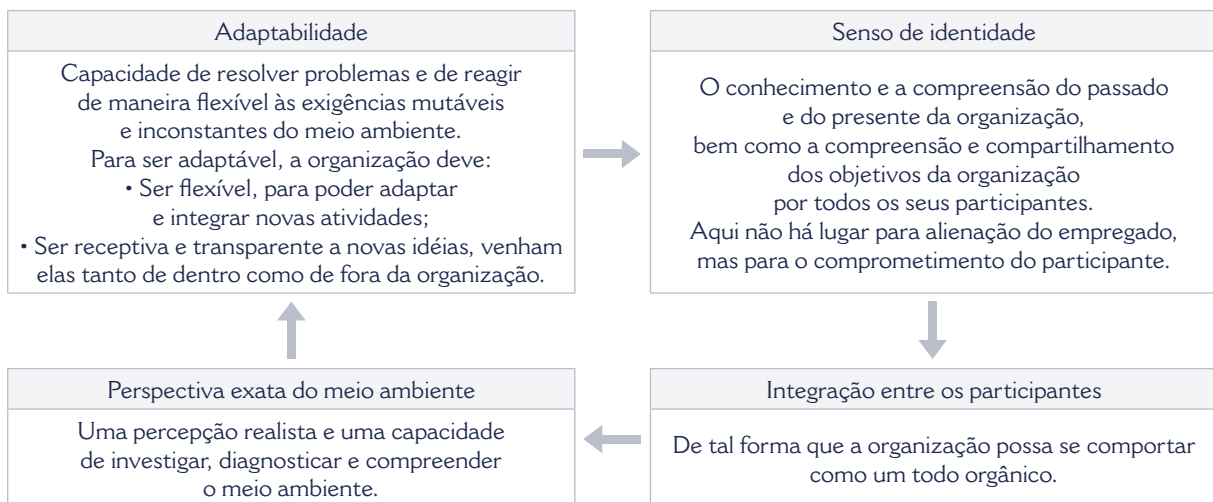 Adaptabilidade
Capacidade de resolver problemas e de reagir
de maneira flexível às exigências mutáveis
e inconstantes do meio ambiente.
Para ser adaptável, a organização deve:
• Ser flexível, para poder adaptar
e integrar novas atividades;
• Ser receptiva e transparente a novas idéias, venham
elas tanto de dentro como de fora da organização.
Senso de identidade
O conhecimento e a compreensão do passado
e do presente da organização,
bem como a compreensão e compartilhamento
dos objetivos da organização
por todos os seus participantes.
Aqui não há lugar para alienação do empregado,
mas para o comprometimento do participante.
Perspectiva exata do meio ambiente
Uma percepção realista e uma capacidade
de investigar, diagnosticar e compreender
o meio ambiente.
Integração entre os participantes
De tal forma que a organização possa se comportar
como um todo orgânico.